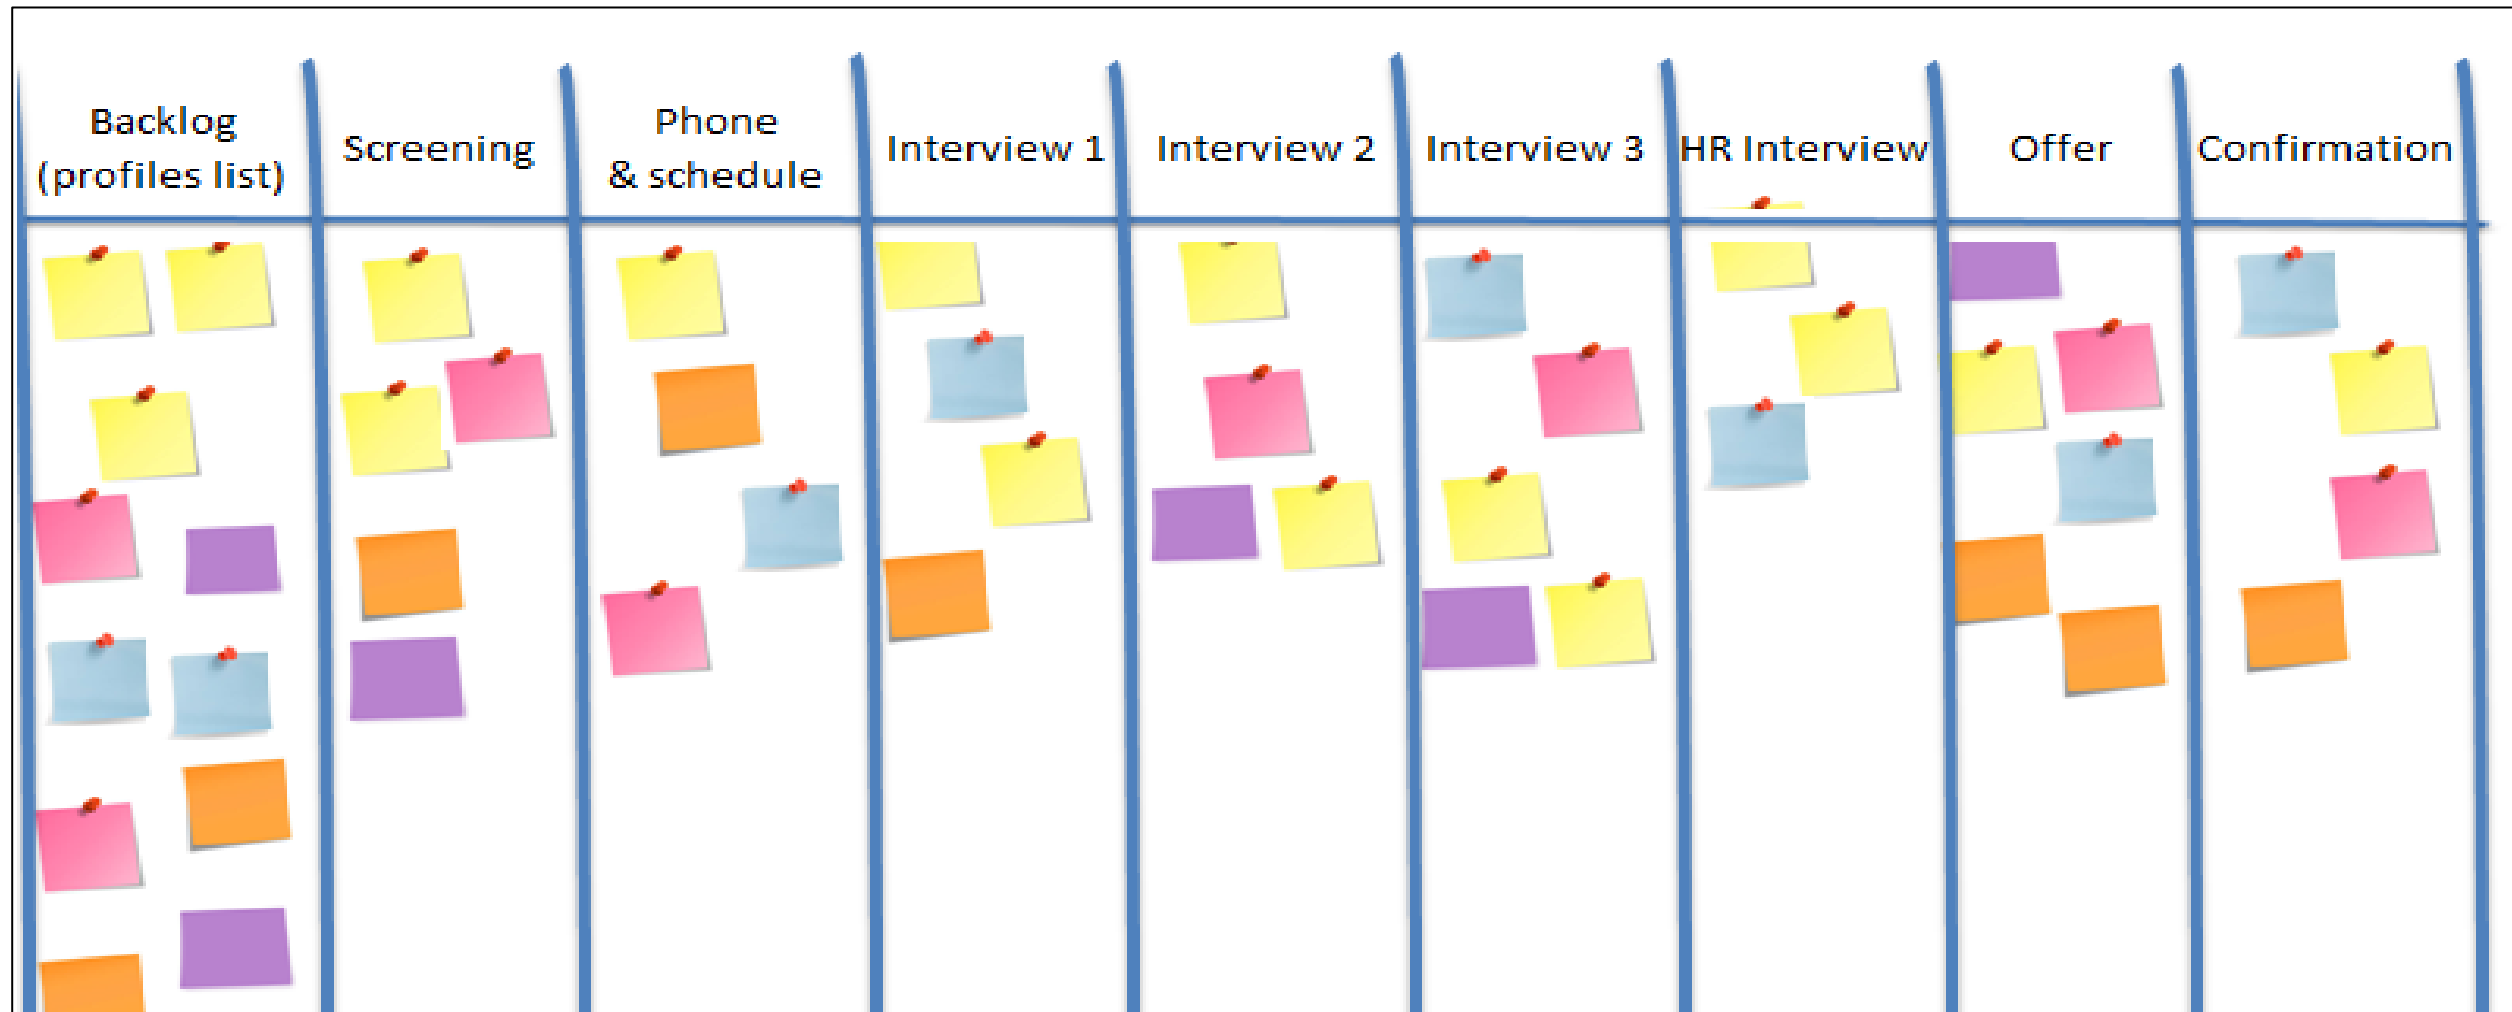 Backlog
(profiles list)
Screening
Phone
& schedule
Interview 1
Interview 2
Interview 3
HR Interview
Offer
Confirmation